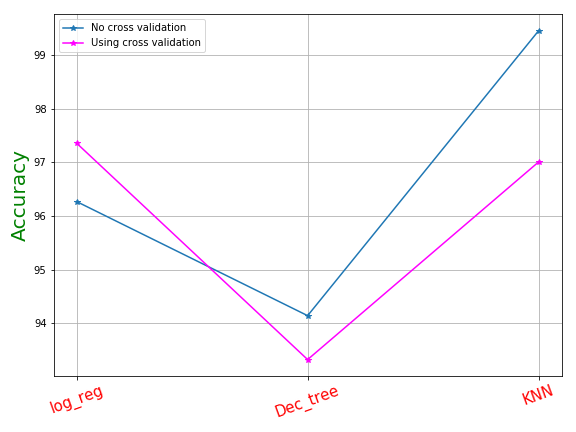 No cross validation
Using cross validation
99
98
97
96
95
94
Accuracy
log_reg
Dec_tree
KNN